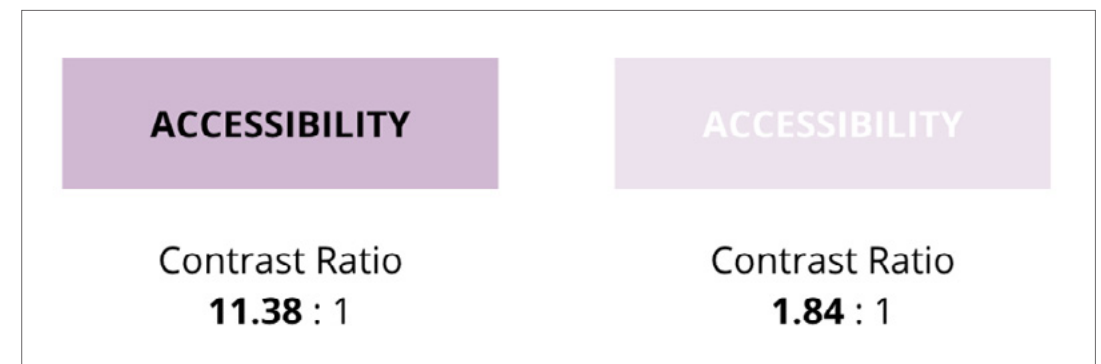 ACCESSIBILITY
Contrast Ratio
11.38 : 1
ACCESSIBILITY
Contrast Ratio
1.84 : 1